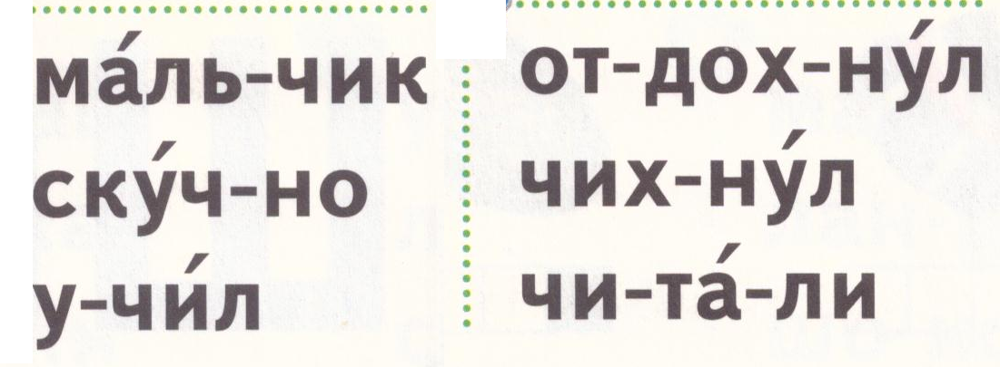 ма́ль-чик
ску́ч-но
у-чи́л
от-дох-ну́л
чих-ну́л
чи-та́-ли